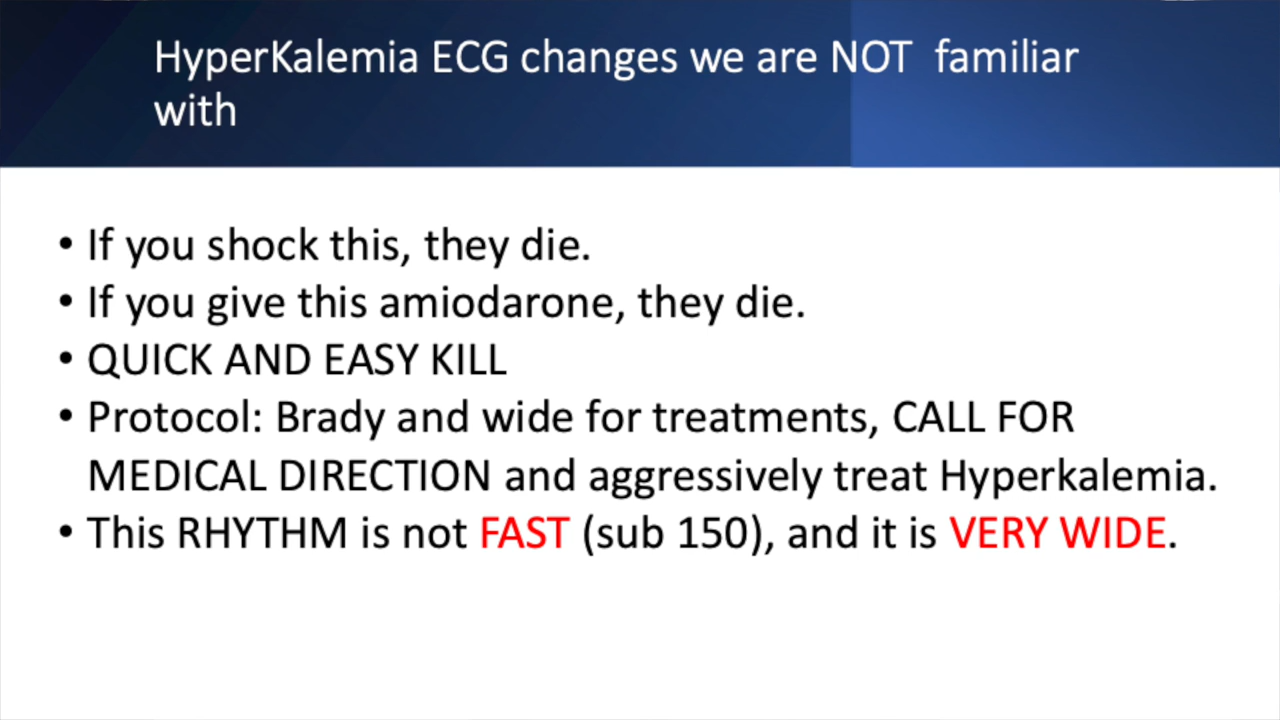 HyperKalemia ECG changes we are NOT  familiar
with
• If you shock this, they die.
• If you give this amiodarone, they die.
• QUICK AND EASY KILL
• Protocol: Brady and wide for treatments, CALL FOR
MEDICAL DIRECTION and aggressively treat Hyperkalemia.
• This RHYTHM is not FAST (sub 150), and it is VERY WIDE.